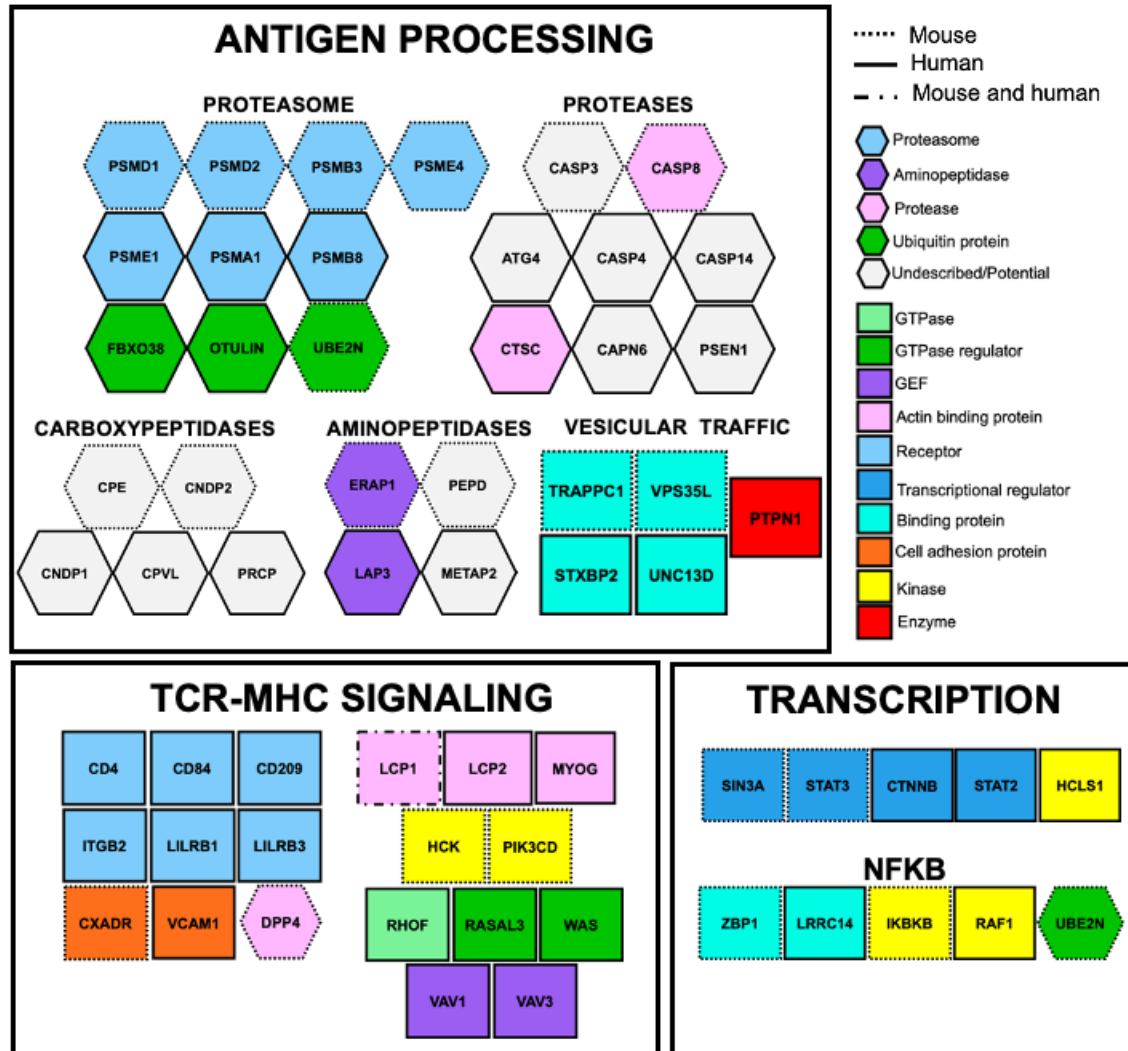 ANTIGEN PROCESSING
PROTEASOME
PROTEASES
PSMD1
PSMD2
PSMB3
PSME4
CASP3
CASP8
PSME1
PSMA1
PSMB8
ATG4
CASP4
CASP14
FBXO38
OTULIN
UBE2N
CTSC
CAPN6
PSEN1
CARBOXYPEPTIDASES
AMINOPEPTIDASES
VESICULAR TRAFFIC
CPE
CNDP2
ERAP1
PEPD
TRAPPC1
VPS35L
PTPN1
CNDP1
CPVL
PRCP
LAP3
METAP2
STXBP2
UNC13D
Mouse
Human
Mouse and human
Proteasome
Aminopeptidase
Protease
Ubiquitin protein
Undescribed/Potential
GTPase
GTPase regulator
GEF
Actin binding protein
Receptor
Transcriptional regulator
Binding protein
Cell adhesion protein
Kinase
Enzyme
TCR-MHC SIGNALING
CD4
CD84
CD209
LCP1
LCP2
MYOG
ITGB2
LILRB1
LILRB3
HCK
PIK3CD
CXADR
VCAM1
DPP4
RHOF
RASAL3
WAS
VAV1
VAV3
TRANSCRIPTION
SIN3A
STAT3
CTNNB
STAT2
HCLS1
NFKB
ZBP1
LRRC14
IKBKB
RAF1
UBE2N